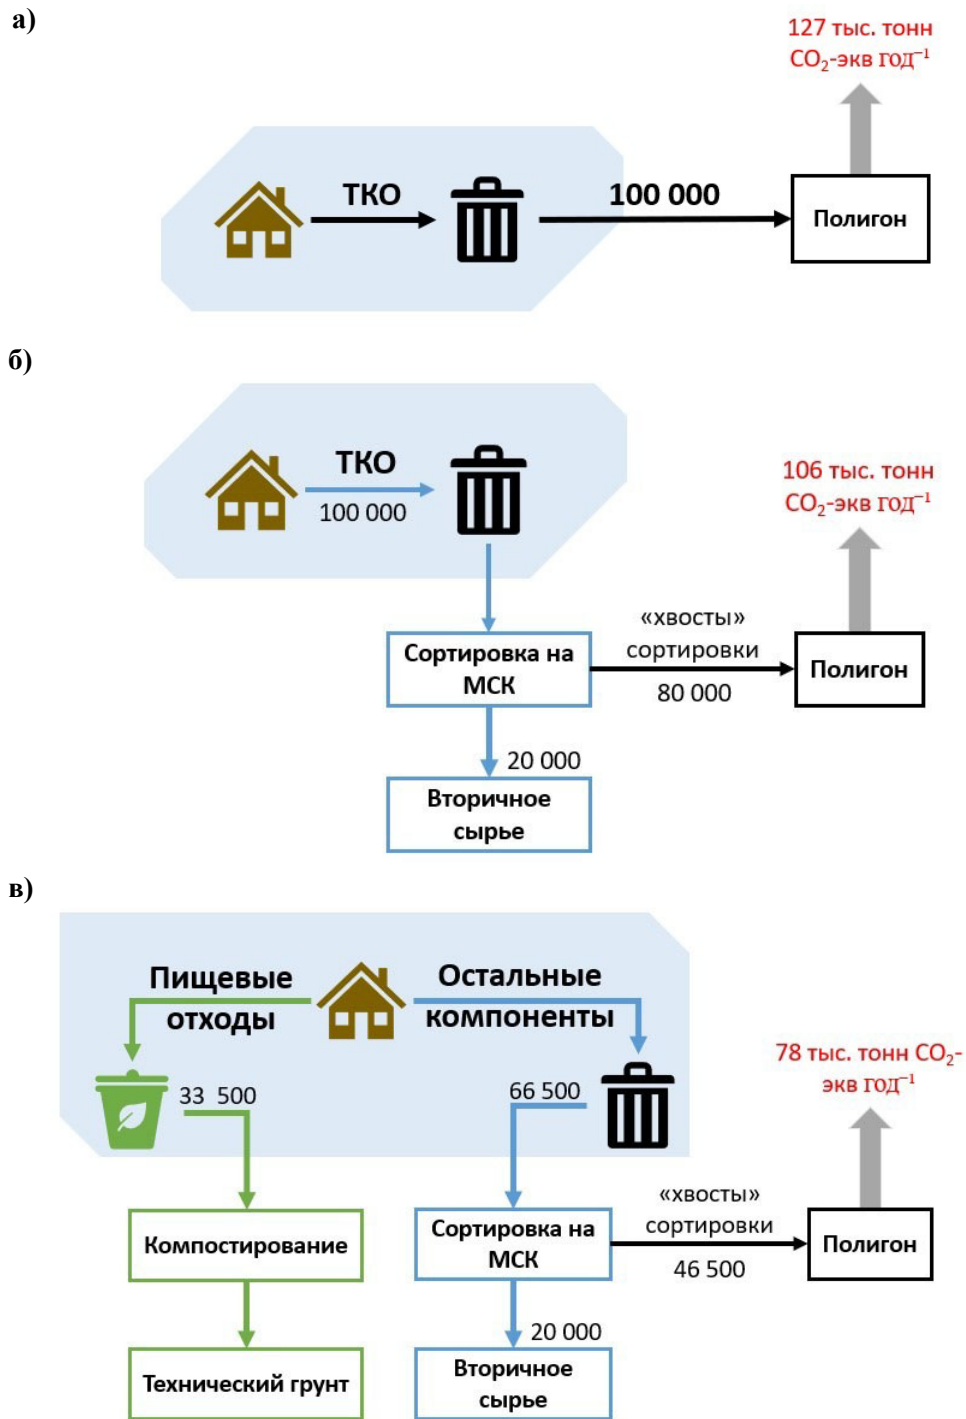 а)
127 тыс. тонн
CO₂-экв год⁻¹
ТКО
100 000
Полигон
б)
ТКО
100 000
106 тыс. тонн
CO₂-экв год⁻¹
«хвосты»
сортировки
Сортировка на
МСК
80 000
Полигон
20 000
Вторичное
сырье
в)
Пищевые
отходы
Остальные
компоненты
33 500
66 500
78 тыс. тонн CO₂-
экв год⁻¹
«хвосты»
сортировки
Компостирование
Сортировка на
МСК
46 500
Полигон
20 000
Технический грунт
Вторичное
сырье